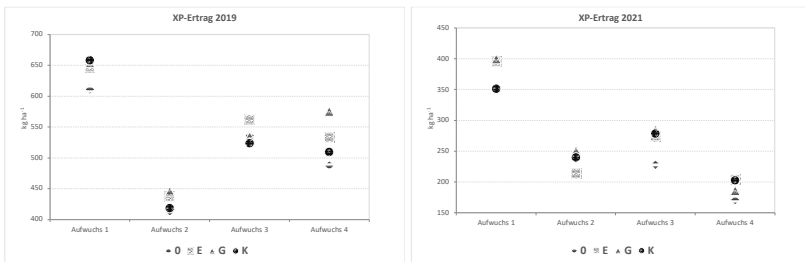 XP-Ertrag 2019
700
650
600
550
500
450
400
kg ha⁻¹
Aufwuchs 1 Aufwuchs 2 Aufwuchs 3 Aufwuchs 4
0 E G K
XP-Ertrag 2021
450
400
350
300
250
200
150
kg ha⁻¹
Aufwuchs 1 Aufwuchs 2 Aufwuchs 3 Aufwuchs 4
0 E G K